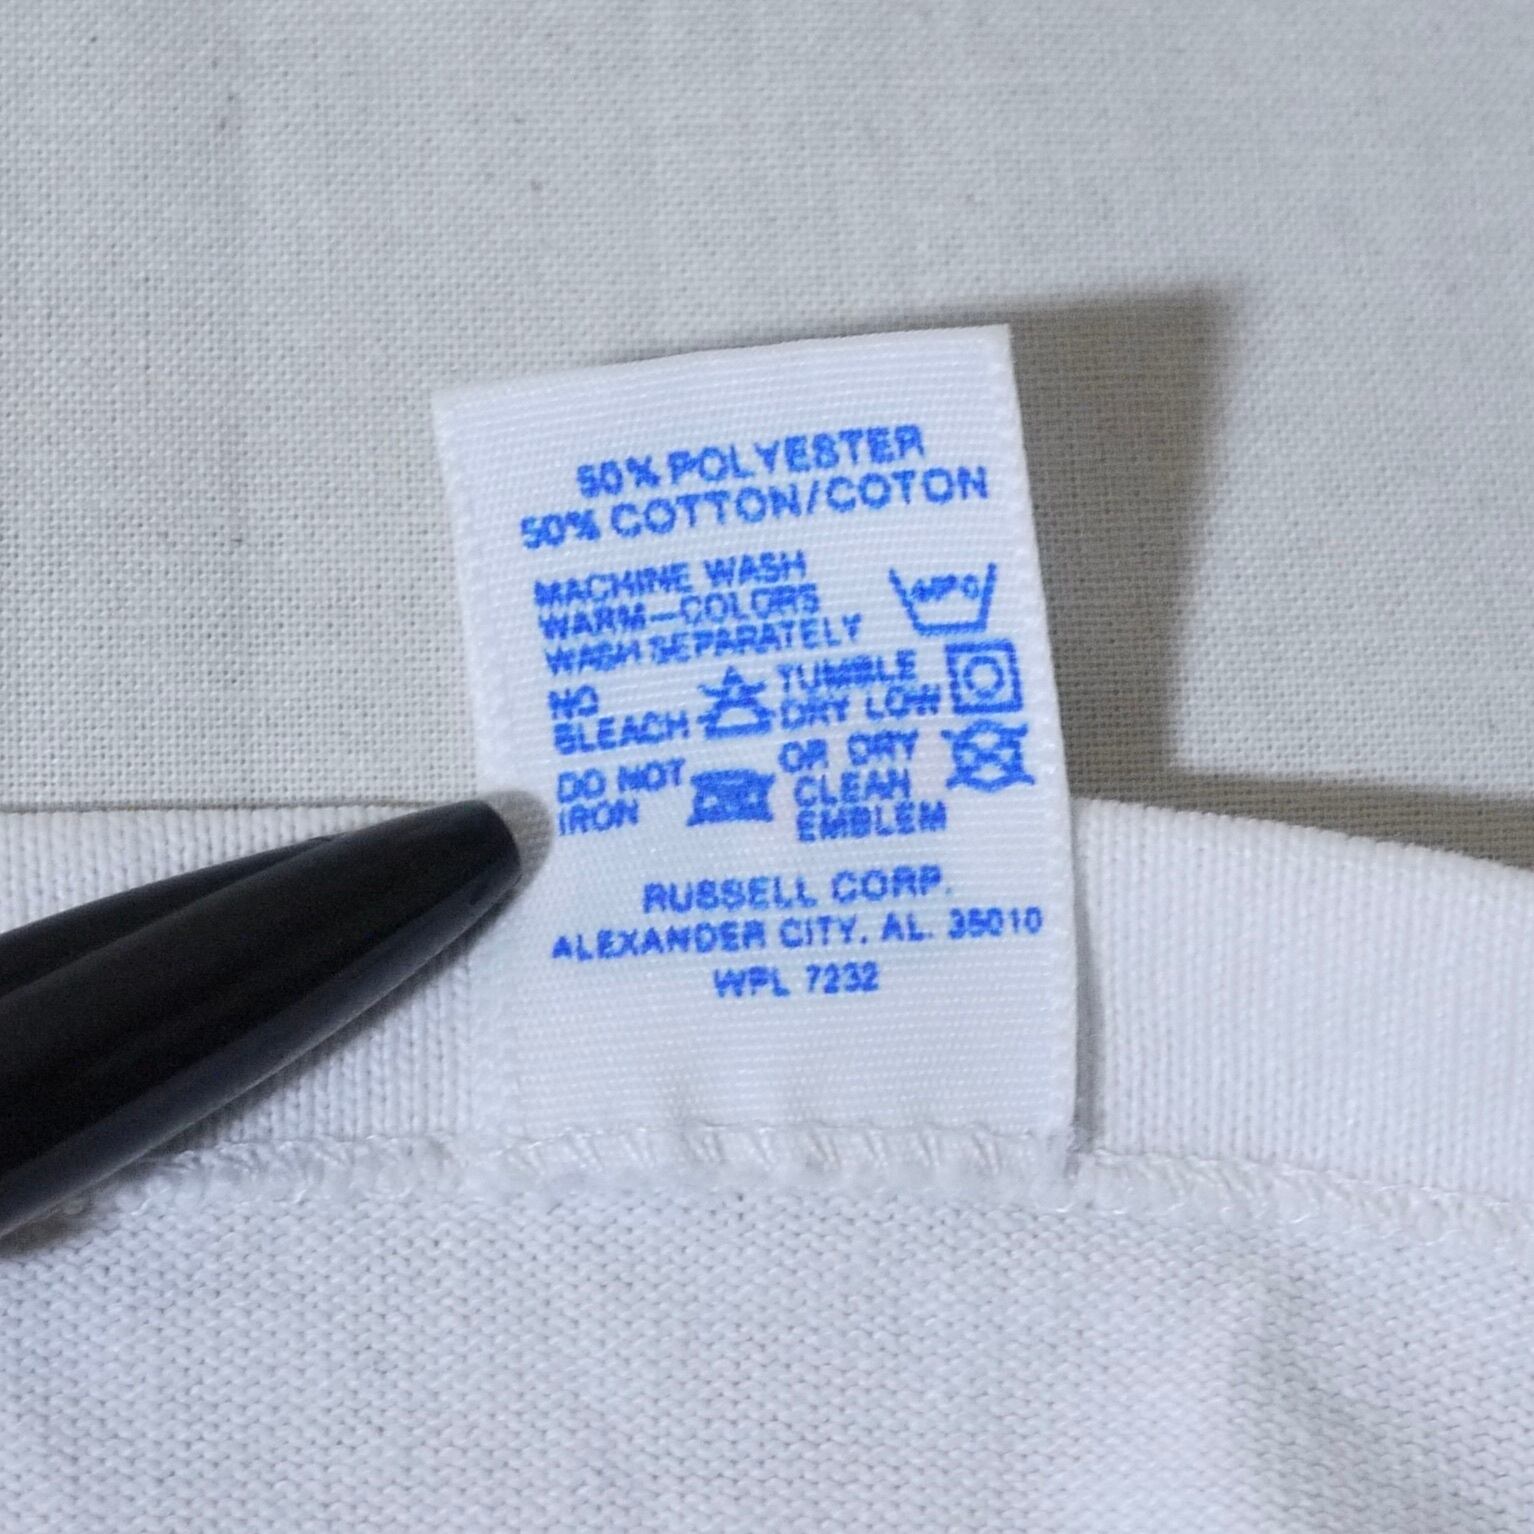 50% POLYESTER
50% COTTON/COTON
MACHINE WASH
WARM—COLORS
WASH SEPARATELY
NO
BLEACH
TUMBLE
DRY LOW
DO NOT
IRON
OR DRY
CLEAN
EMBLEM
RUSSELL CORP.
ALEXANDER CITY, AL. 35010
WPL 7232